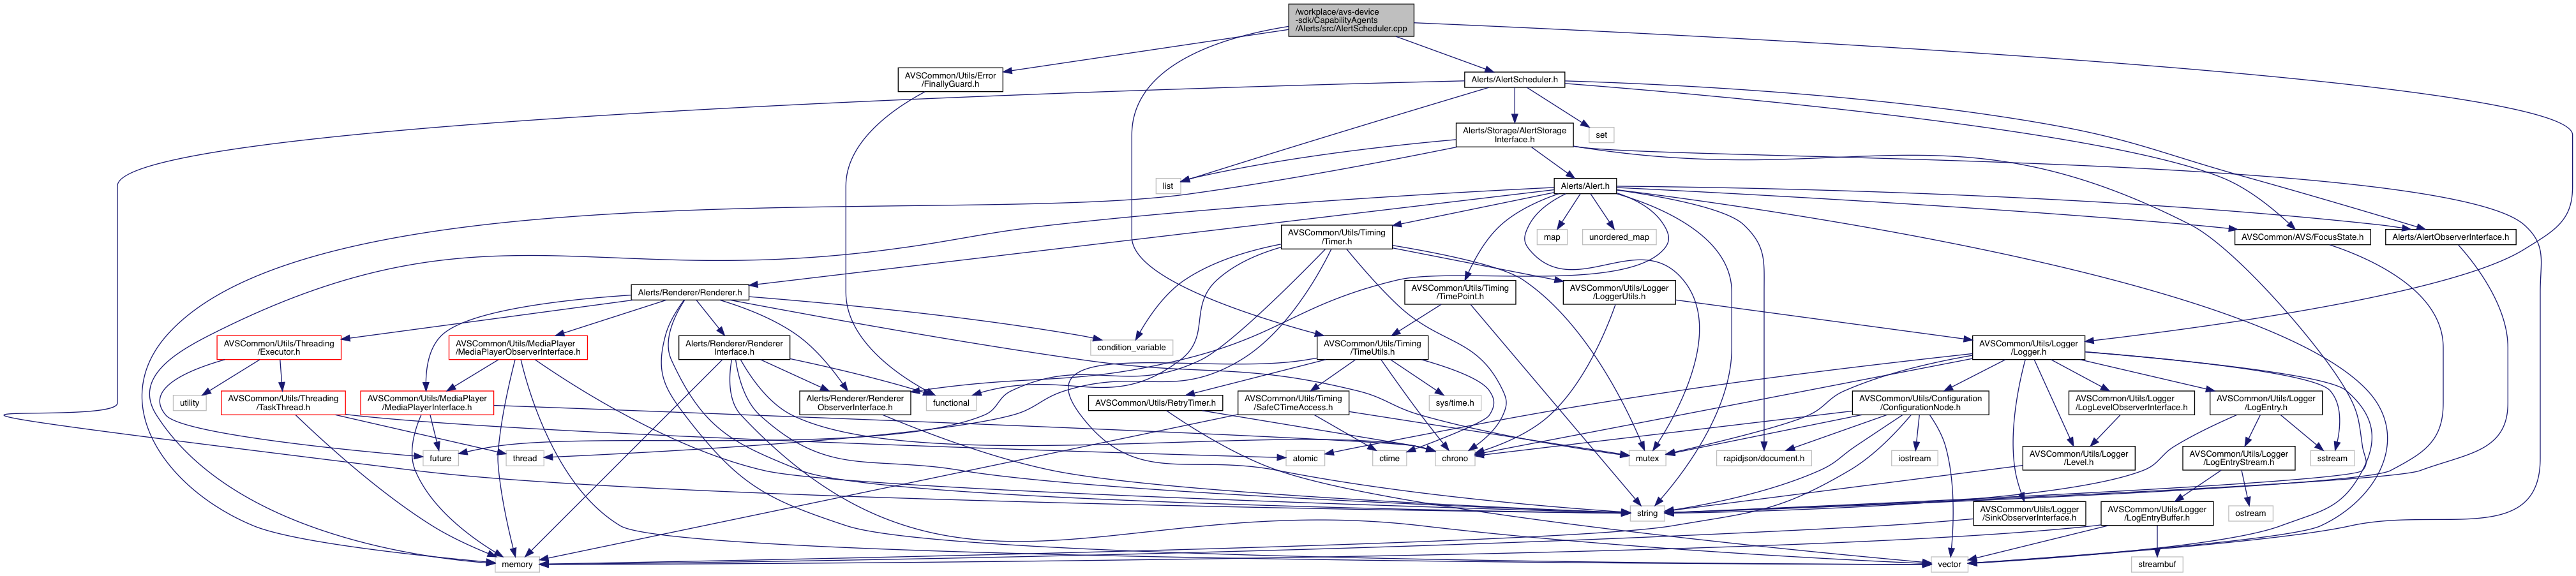 /workplace/avs-device
-sdk/CapabilityAgents
/Alerts/src/AlertScheduler.cpp
AVSCommon/Utils/Error
/FinallyGuard.h
Alerts/AlertScheduler.h
Alerts/Storage/AlertStorage
Interface.h
set
list
Alerts/Alert.h
AVSCommon/Utils/Timing
/Timer.h
map
unordered_map
AVSCommon/AVS/FocusState.h
Alerts/AlertObserverInterface.h
Alerts/Renderer/Renderer.h
AVSCommon/Utils/Timing
/TimePoint.h
AVSCommon/Utils/Logger
/LoggerUtils.h
AVSCommon/Utils/Threading
/Executor.h
AVSCommon/Utils/MediaPlayer
/MediaPlayerObserverInterface.h
Alerts/Renderer/Renderer
Interface.h
condition_variable
AVSCommon/Utils/Timing
/TimeUtils.h
AVSCommon/Utils/Logger
/Logger.h
utility
AVSCommon/Utils/Threading
/TaskThread.h
AVSCommon/Utils/MediaPlayer
/MediaPlayerInterface.h
Alerts/Renderer/Renderer
ObserverInterface.h
functional
AVSCommon/Utils/RetryTimer.h
AVSCommon/Utils/Timing
/SafeCTimeAccess.h
sys/time.h
AVSCommon/Utils/Configuration
/ConfigurationNode.h
AVSCommon/Utils/Logger
/LogLevelObserverInterface.h
AVSCommon/Utils/Logger
/LogEntry.h
future
thread
atomic
ctime
chrono
mutex
rapidjson/document.h
iostream
AVSCommon/Utils/Logger
/Level.h
AVSCommon/Utils/Logger
/LogEntryStream.h
sstream
string
AVSCommon/Utils/Logger
/SinkObserverInterface.h
AVSCommon/Utils/Logger
/LogEntryBuffer.h
ostream
memory
vector
streambuf